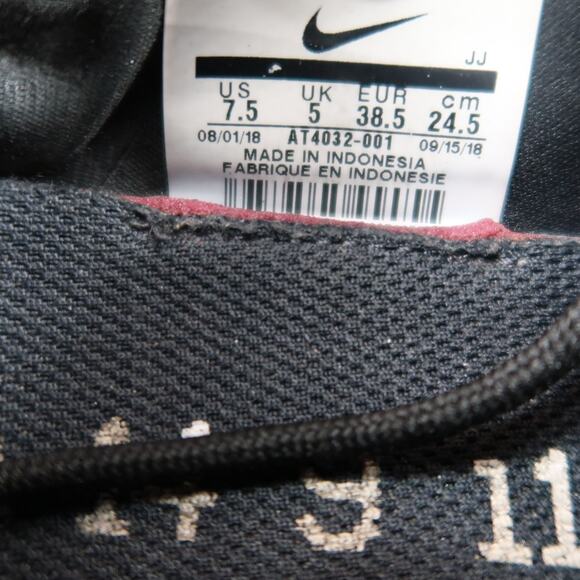 JJ
US UK EUR cm
7.5 5 38.5 24.5
08/01/18 AT4032-001 09/15/18
MADE IN INDONESIA
FABRIQUE EN INDONESIE
11